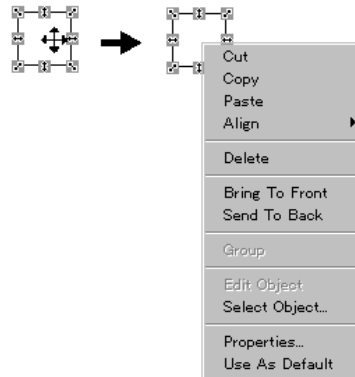 Cut
Copy
Paste
Align
Delete
Bring To Front
Send To Back
Group
Edit Object
Select Object...
Properties...
Use As Default